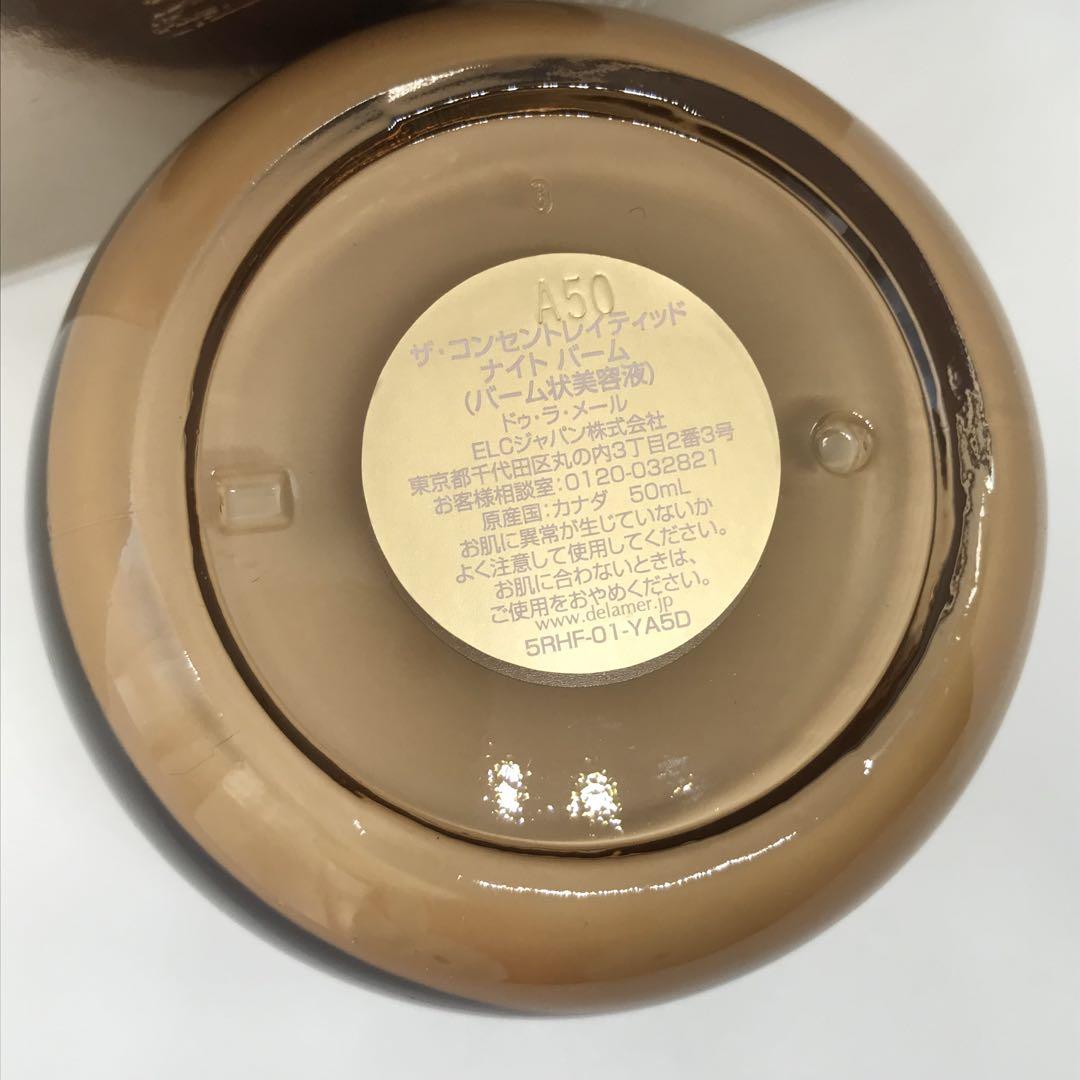 3
A50
ザ・コンセントレイティッド
ナイト バーム
(バーム状美容液)
ドゥ・ラ・メール
ELCジャパン株式会社
東京都千代田区丸の内3丁目2番3号
お客様相談室:0120-032821
原産国:カナダ 50mL
お肌に異常が生じていないか
よく注意して使用してください。
お肌に合わないときは、
ご使用をおやめください。
www.delamer.jp
5RHF-01-YA5D